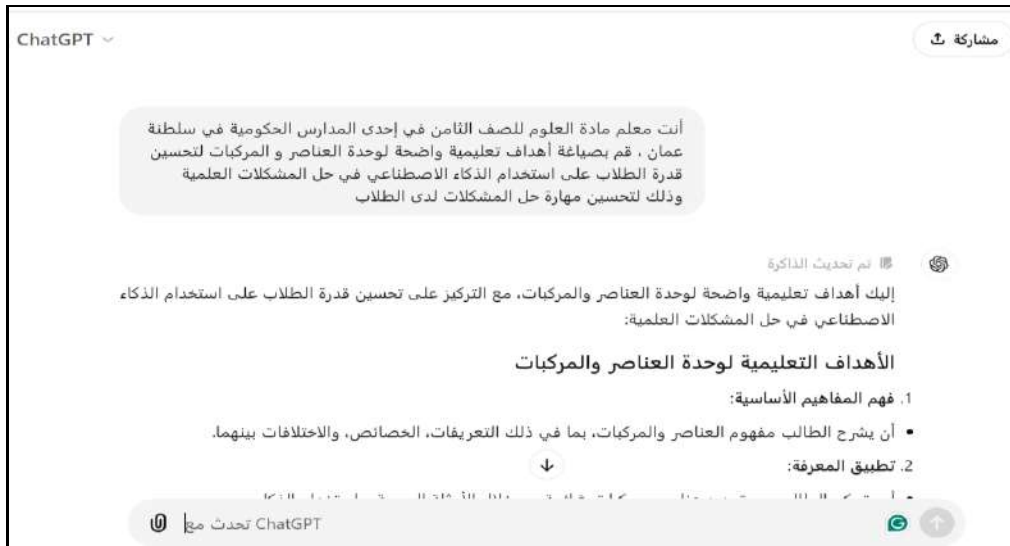 مشاركة
ChatGPT
أنت معلم مادة العلوم للصف الثامن في إحدى المدارس الحكومية في سلطنة
عمان ، قم بصياغة أهداف تعليمية واضحة لوحدة العناصر و المركبات لتحسين
قدرة الطلاب على استخدام الذكاء الاصطناعي في حل المشكلات العلمية
وذلك لتحسين مهارة حل المشكلات لدى الطلاب
تم تحديث الذاكرة
إليك أهداف تعليمية واضحة لوحدة العناصر والمركبات، مع التركيز على تحسين قدرة الطلاب على استخدام الذكاء
الاصطناعي في حل المشكلات العلمية:
الأهداف التعليمية لوحدة العناصر والمركبات
1. فهم المفاهيم الأساسية:
• أن يشرح الطالب مفهوم العناصر والمركبات، بما في ذلك التعريفات، الخصائص، والاختلافات بينهما.
2. تطبيق المعرفة:
تحدث مع ChatGPT